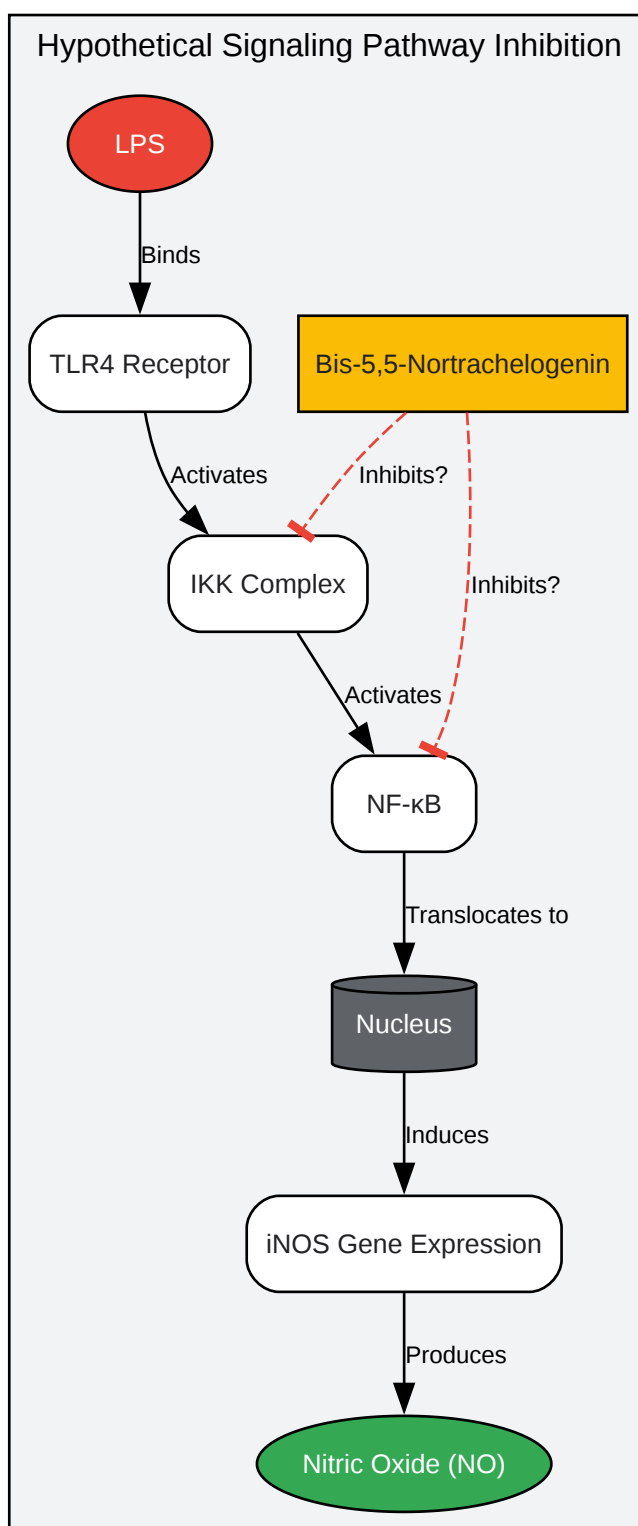 Hypothetical Signaling Pathway Inhibition
LPS
Binds
TLR4 Receptor
Bis-5,5-Nortrachelogenin
Activates
Inhibits?
IKK Complex
Inhibits?
Activates
NF-κB
Translocates to
Nucleus
Induces
iNOS Gene Expression
Produces
Nitric Oxide (NO)